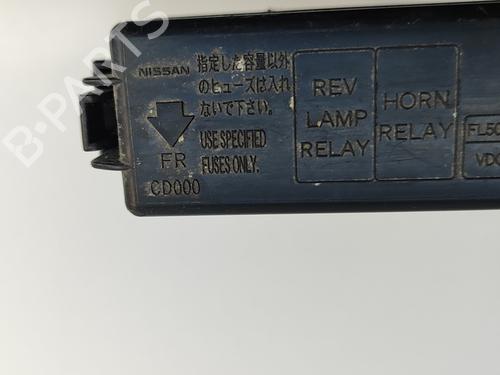 NISSAN
指定した容量以外
のヒューズは入れ
ないで下さい。
USE SPECIFIED
FUSES ONLY.
FR
CD000
REV
LAMP
RELAY
HORN
RELAY
FL50
VDC
B-PARTS